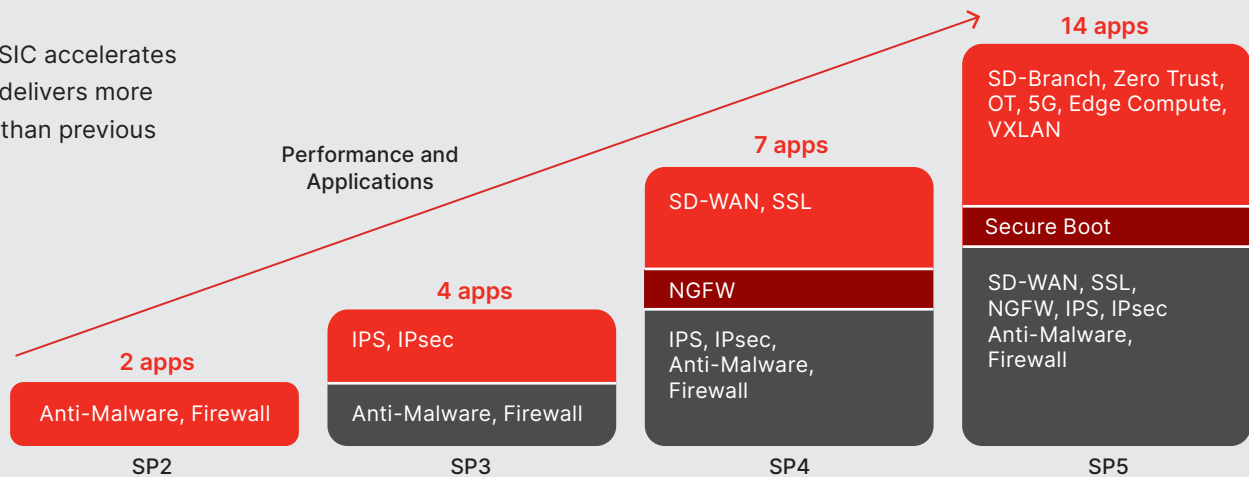 SIC accelerates
delivers more
than previous
Performance and
Applications
2 apps
Anti-Malware, Firewall
SP2
4 apps
IPS, IPsec
Anti-Malware, Firewall
SP3
7 apps
SD-WAN, SSL
NGFW
IPS, IPsec,
Anti-Malware,
Firewall
SP4
14 apps
SD-Branch, Zero Trust,
OT, 5G, Edge Compute,
VXLAN
Secure Boot
SD-WAN, SSL,
NGFW, IPS, IPsec
Anti-Malware,
Firewall
SP5